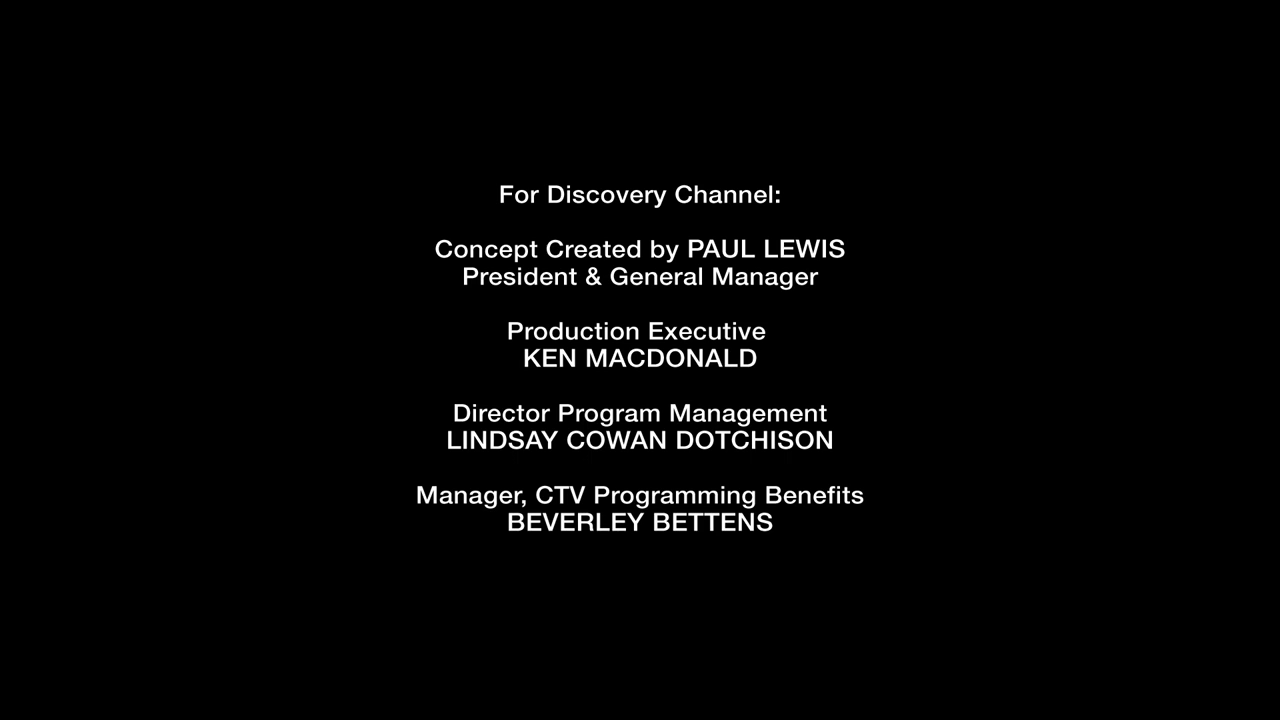 For Discovery Channel:
Concept Created by PAUL LEWIS
President & General Manager
Production Executive
KEN MACDONALD
Director Program Management
LINDSAY COWAN DOTCHISON
Manager, CTV Programming Benefits
BEVERLEY BETTENS